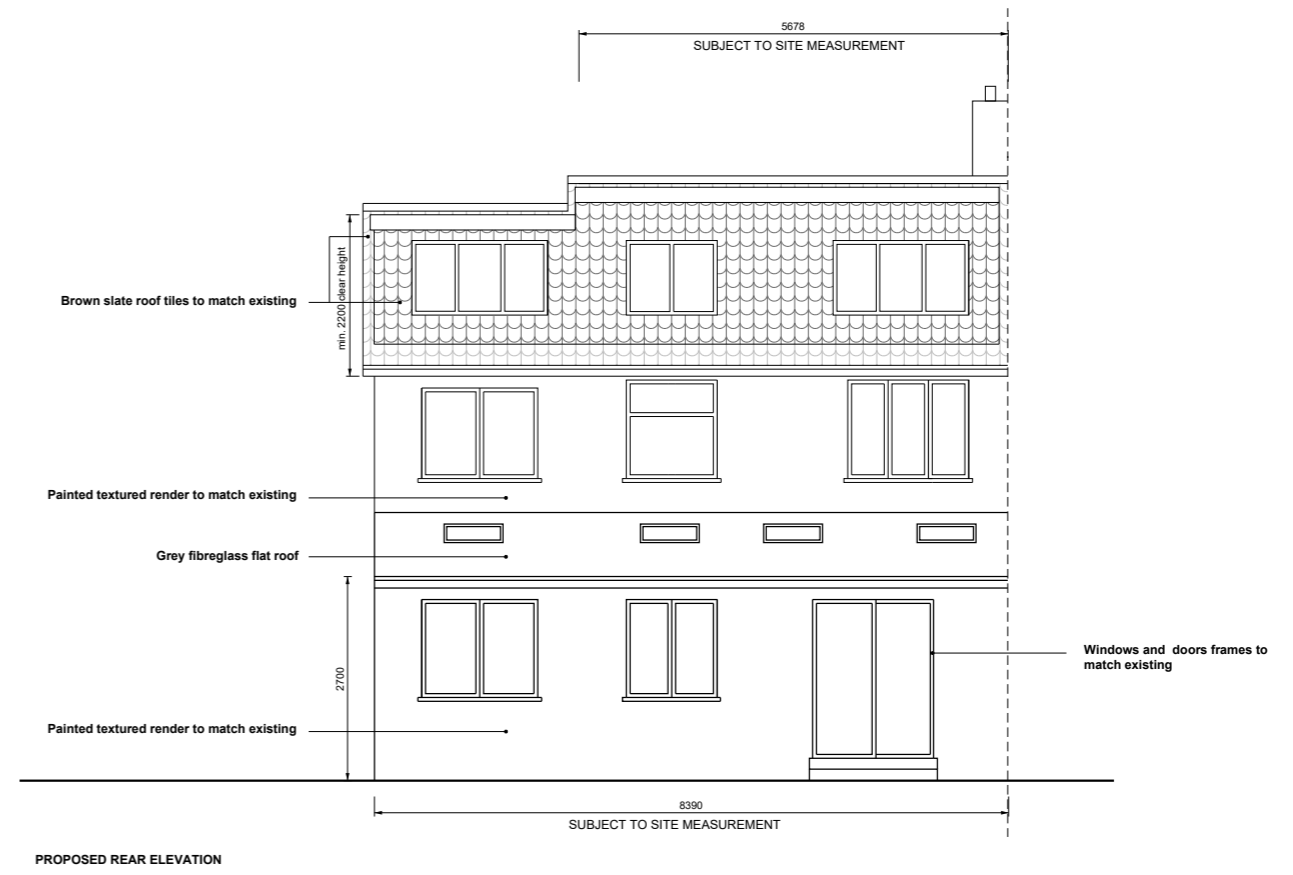 5678
SUBJECT TO SITE MEASUREMENT
min. 2200 clear height
Brown slate roof tiles to match existing
Painted textured render to match existing
Grey fibreglass flat roof
Windows and doors frames to
match existing
2700
Painted textured render to match existing
8390
SUBJECT TO SITE MEASUREMENT
PROPOSED REAR ELEVATION